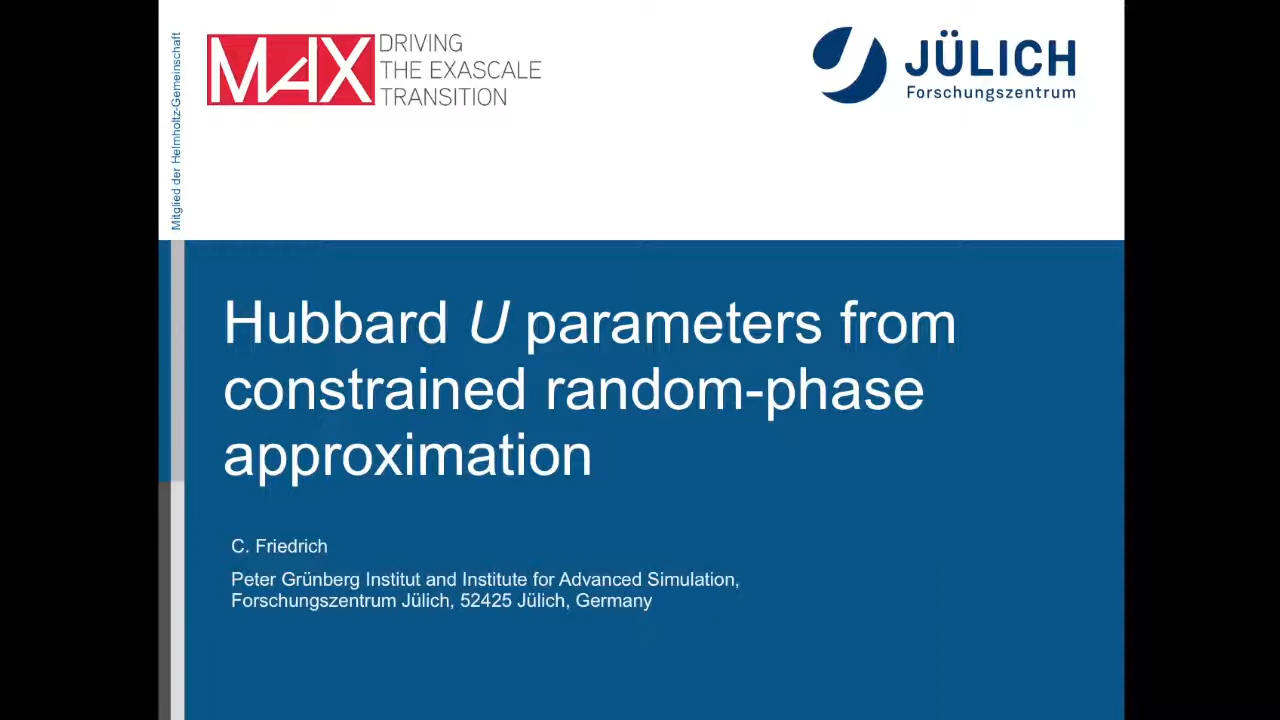 Mitglied der Helmholtz-Gemeinschaft
MAX
DRIVING
THE EXASCALE
TRANSITION
JÜLICH
Forschungszentrum
Hubbard U parameters from
constrained random-phase
approximation
C. Friedrich
Peter Grünberg Institut and Institute for Advanced Simulation,
Forschungszentrum Jülich, 52425 Jülich, Germany